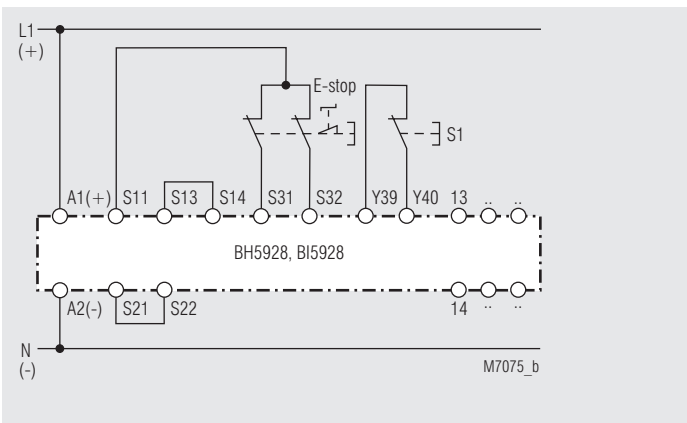 L1
(+)
E-stop
S1
A1(+) S11 S13 S14 S31 S32 Y39 Y40 13 .. ..
BH5928, BI5928
A2(-) S21 S22 14 .. ..
N
(-)
M7075_b